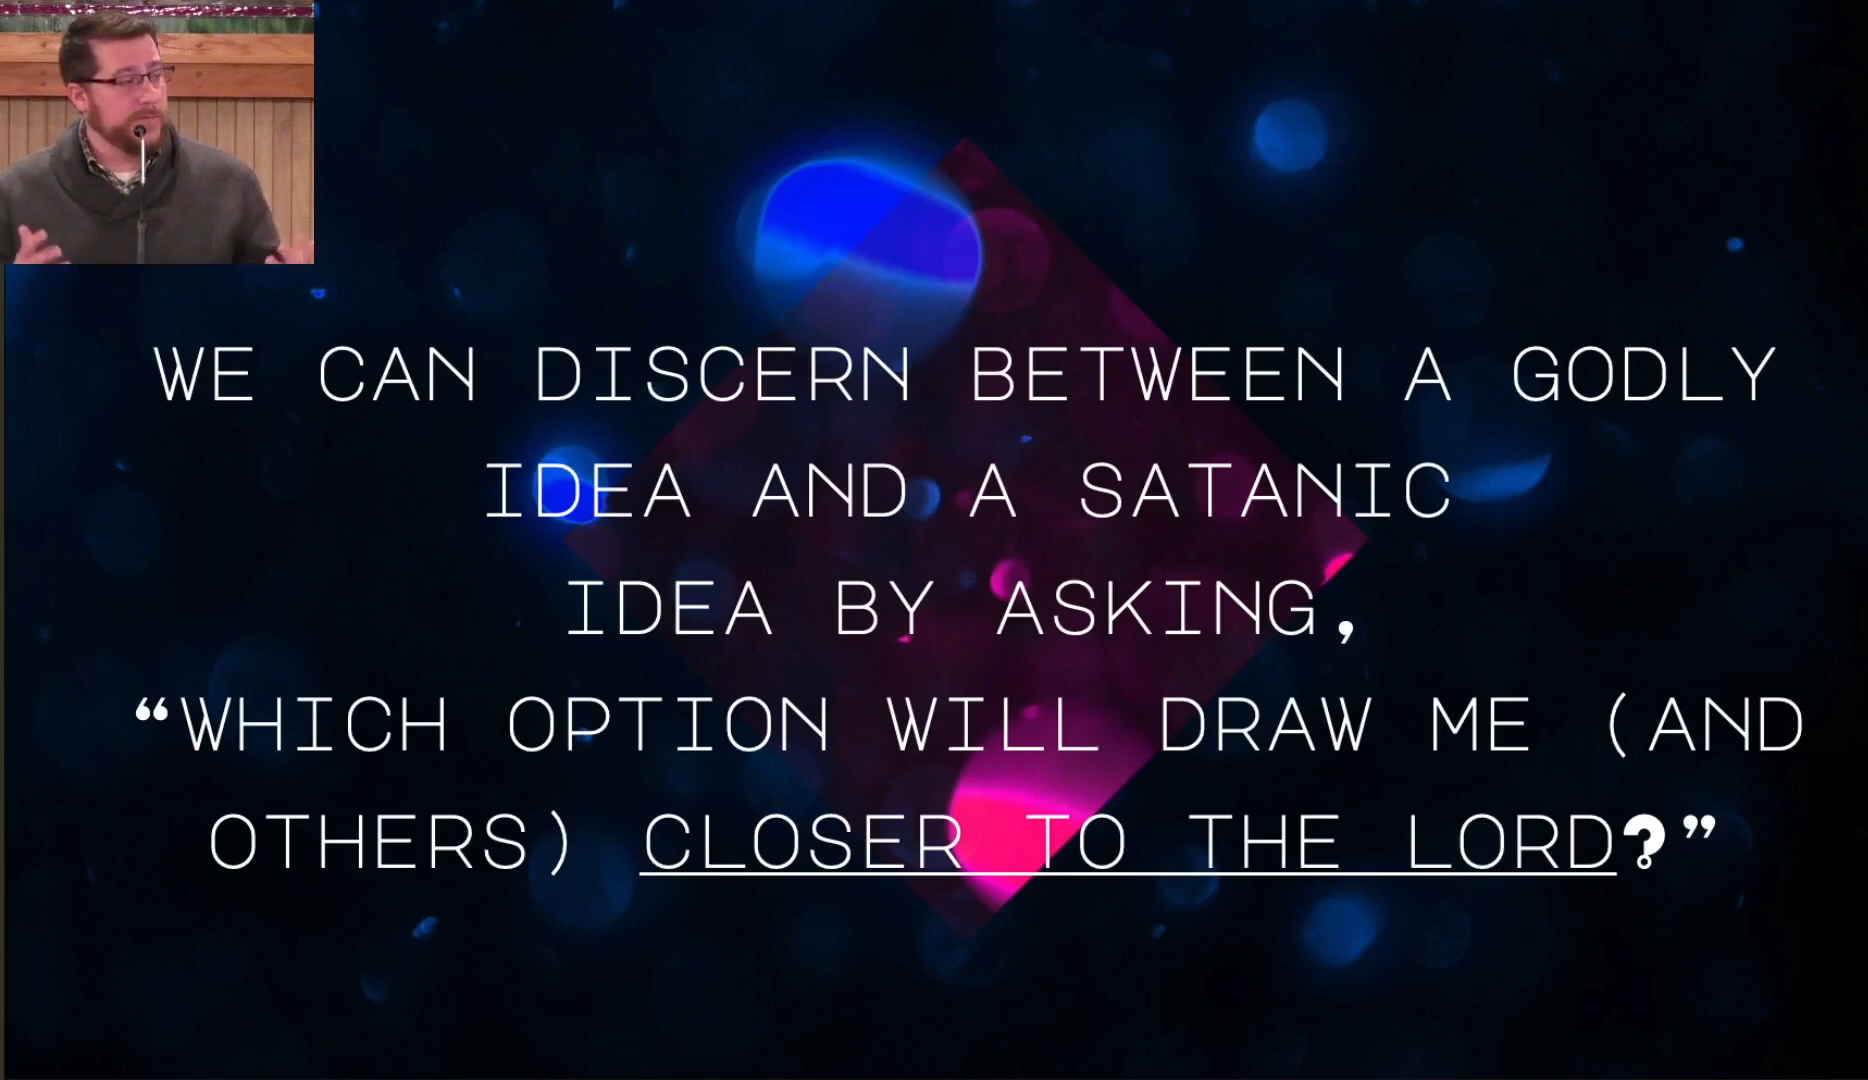 WE CAN DISCERN BETWEEN A GODLY
IDEA AND A SATANIC
IDEA BY ASKING,
“WHICH OPTION WILL DRAW ME (AND
OTHERS) CLOSER TO THE LORD?”